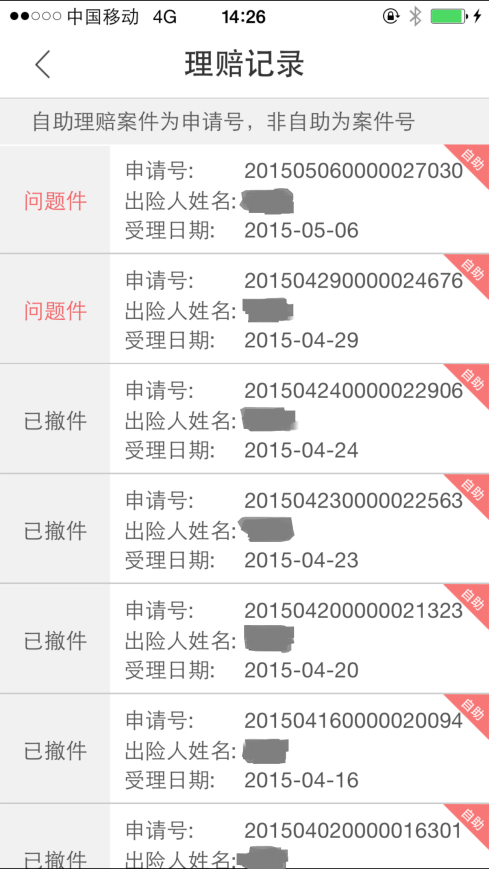 中国移动 4G 14:26
理赔记录
自助理赔案件为申请号，非自助为案件号
自助
申请号: 201505060000027030
问题件
出险人姓名:
受理日期: 2015-05-06
自助
申请号: 201504290000024676
问题件
出险人姓名:
受理日期: 2015-04-29
自助
申请号: 201504240000022906
已撤件
出险人姓名:
受理日期: 2015-04-24
自助
申请号: 201504230000022563
已撤件
出险人姓名:
受理日期: 2015-04-23
自助
申请号: 201504200000021323
已撤件
出险人姓名:
受理日期: 2015-04-20
自助
申请号: 201504160000020094
已撤件
出险人姓名:
受理日期: 2015-04-16
自助
申请号: 201504020000016301
已撤件
出险人姓名: